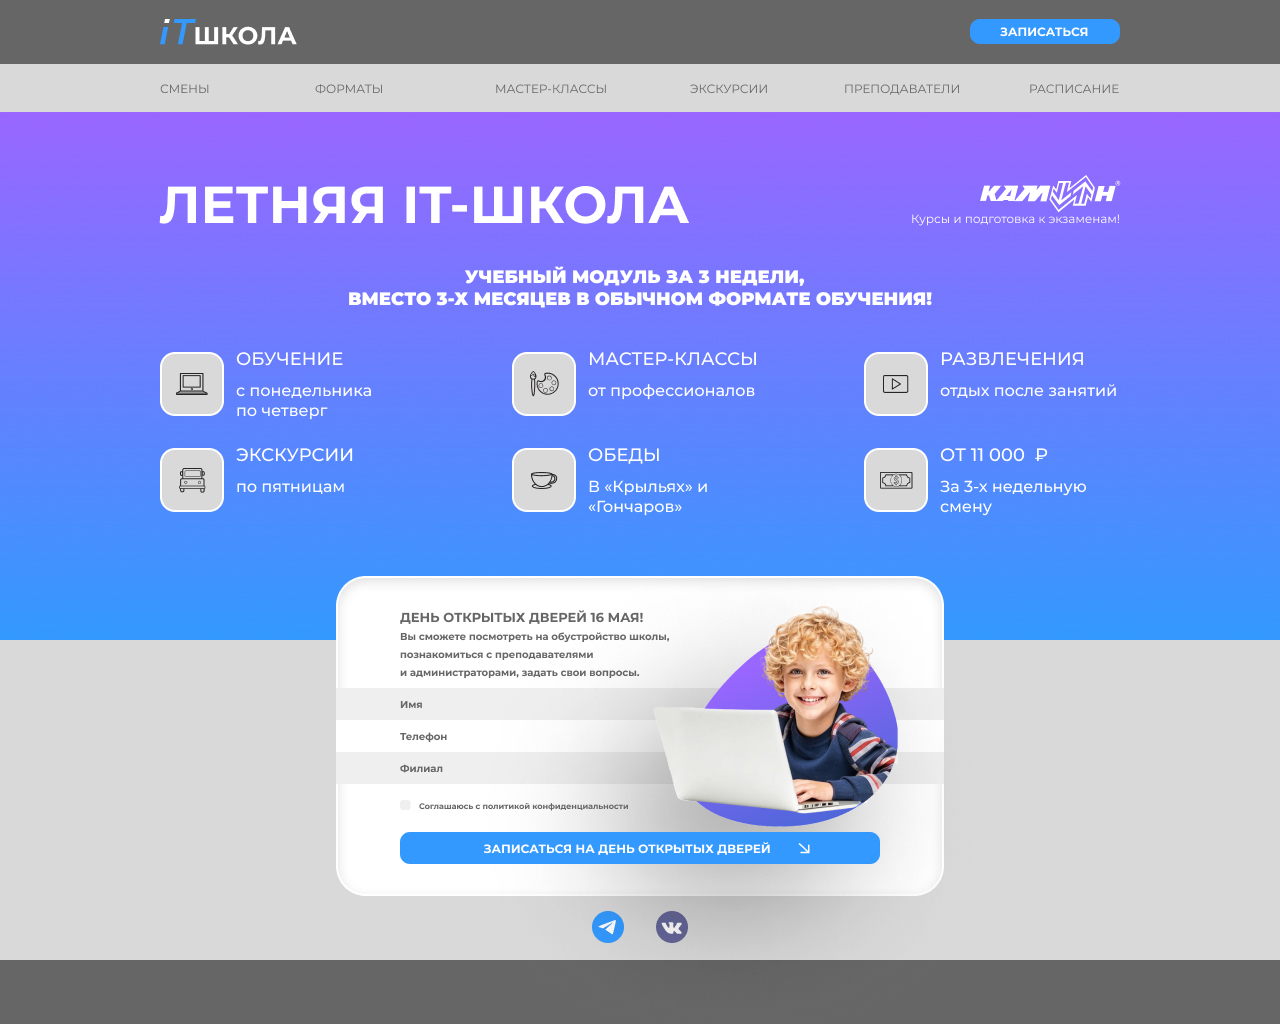 iTШКОЛА
ЗАПИСАТЬСЯ
СМЕНЫ
ФОРМАТЫ
МАСТЕР-КЛАССЫ
ЭКСКУРСИИ
ПРЕПОДАВАТЕЛИ
РАСПИСАНИЕ
ЛЕТНЯЯ IT-ШКОЛА
КАМИН®
Курсы и подготовка к экзаменам!
УЧЕБНЫЙ МОДУЛЬ ЗА 3 НЕДЕЛИ,
ВМЕСТО 3-Х МЕСЯЦЕВ В ОБЫЧНОМ ФОРМАТЕ ОБУЧЕНИЯ!
ОБУЧЕНИЕ
с понедельника
по четверг
МАСТЕР-КЛАССЫ
от профессионалов
РАЗВЛЕЧЕНИЯ
отдых после занятий
ЭКСКУРСИИ
по пятницам
ОБЕДЫ
В «Крыльях» и
«Гончаров»
ОТ 11 000 ₽
За 3-х недельную
смену
ДЕНЬ ОТКРЫТЫХ ДВЕРЕЙ 16 МАЯ!
Вы сможете посмотреть на обустройство школы,
познакомиться с преподавателями
и администраторами, задать свои вопросы.
Имя
Телефон
Филиал
Соглашаюсь с политикой конфиденциальности
ЗАПИСАТЬСЯ НА ДЕНЬ ОТКРЫТЫХ ДВЕРЕЙ